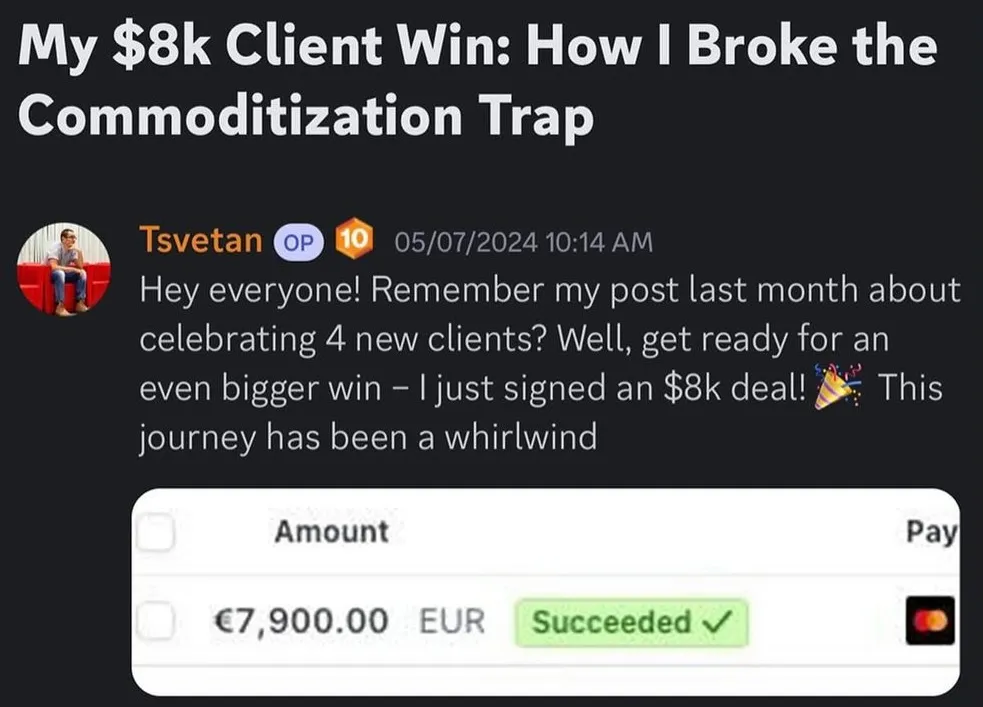 My $8k Client Win: How I Broke the
Commoditization Trap
Tsvetan OP 10 05/07/2024 10:14 AM
Hey everyone! Remember my post last month about
celebrating 4 new clients? Well, get ready for an
even bigger win – I just signed an $8k deal! 🎉 This
journey has been a whirlwind
Amount Pay
€7,900.00 EUR Succeeded ✓